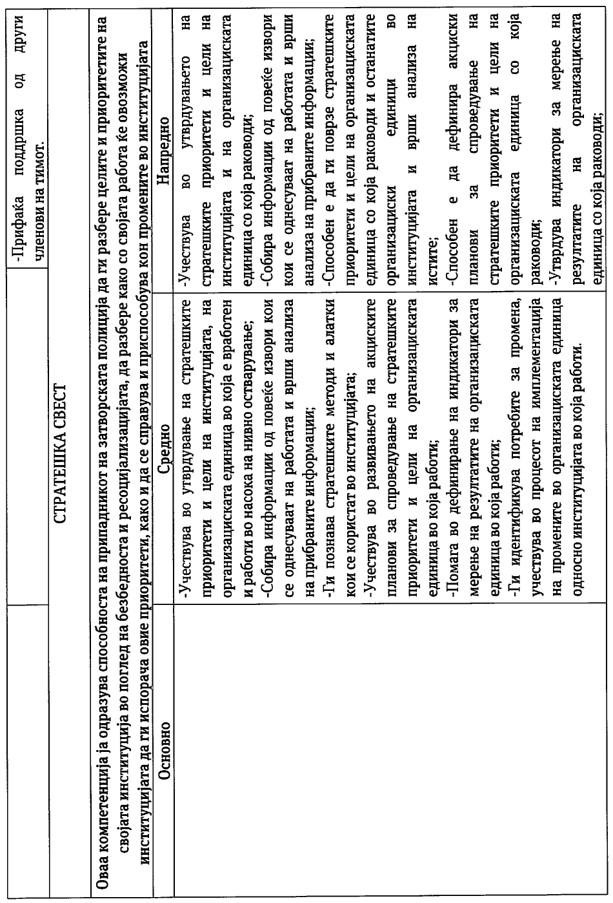 -Прифаќа поддршка од други
членови на тимот.
СТРАТЕШКА СВЕСТ
Оваа компетенција ја одразува способноста на припадникот на затворската полиција да ги разбере целите и приоритетите на
својата институција во поглед на безбедноста и ресоцијализацијата, да разбере како со својата работа ќе овозможи
институцијата да ги испорача овие приоритети, како и да се справува и приспособува кон промените во институцијата
Основно
Средно
Напредно
-Учествува во утврдување на стратешките
приоритети и цели на институцијата, на
организациската единица во која е вработен
и работи во насока на нивно остварување;
-Собира информации од повеќе извори кои
се однесуваат на работата и врши анализа
на прибраните информации;
-Ги познава стратешките методи и алатки
кои се користат во институцијата;
-Учествува во развивањето на акциските
планови за спроведување на стратешките
приоритети и цели на организациската
единица во која работи;
-Помага во дефинирање на индикатори за
мерење на резултатите на организациската
единица во која работи;
-Ги идентификува потребите за промена,
учествува во процесот на имплементација
на промените во организациската единица
односно институцијата во која работи.
-Учествува во утврдувањето на
стратешките приоритети и цели на
институцијата и на организациската
единица со која раководи;
-Собира информации од повеќе извори
кои се однесуваат на работата и врши
анализа на прибраните информации;
-Способен е да ги поврзе стратешките
приоритети и цели на организациската
единица со која раководи и останатите
организациски единици во
институцијата и врши анализа на
истите;
-Способен е да дефинира акциски
планови за спроведување на
стратешките приоритети и цели на
организациската единица со која
раководи;
-Утврдува индикатори за мерење на
резултатите на организациската
единица со која раководи;